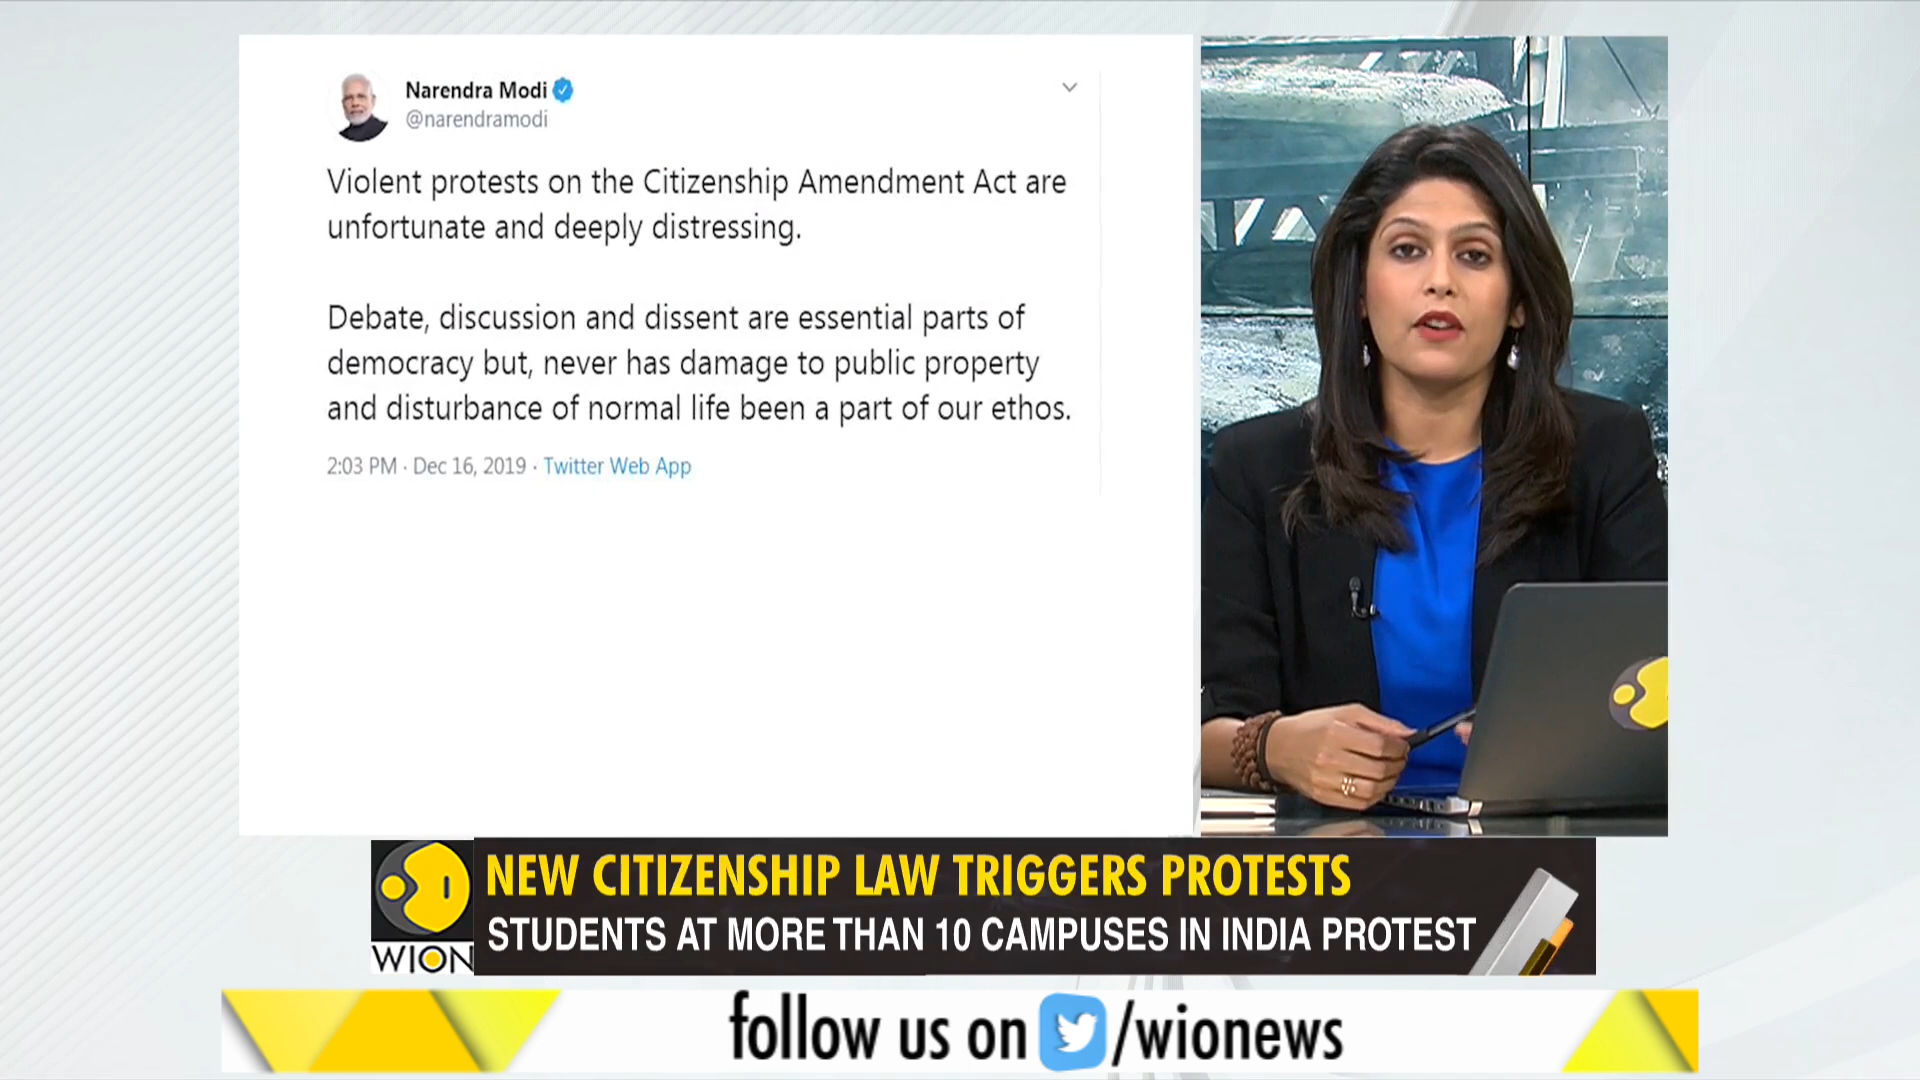 Narendra Modi
@narendramodi
Violent protests on the Citizenship Amendment Act are
unfortunate and deeply distressing.
Debate, discussion and dissent are essential parts of
democracy but, never has damage to public property
and disturbance of normal life been a part of our ethos.
2:03 PM · Dec 16, 2019 · Twitter Web App
NEW CITIZENSHIP LAW TRIGGERS PROTESTS
STUDENTS AT MORE THAN 10 CAMPUSES IN INDIA PROTEST
WION
follow us on /wionews